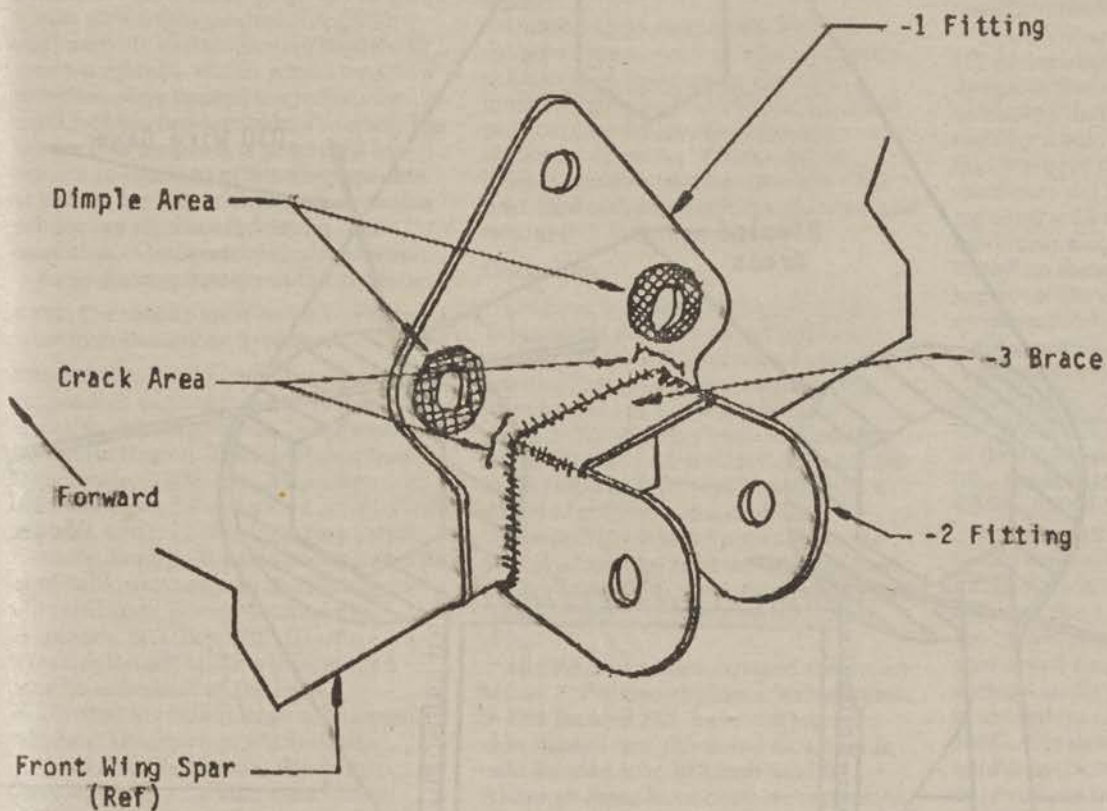 -1 Fitting
Dimple Area
Crack Area
-3 Brace
Forward
-2 Fitting
Front Wing Spar
(Ref)